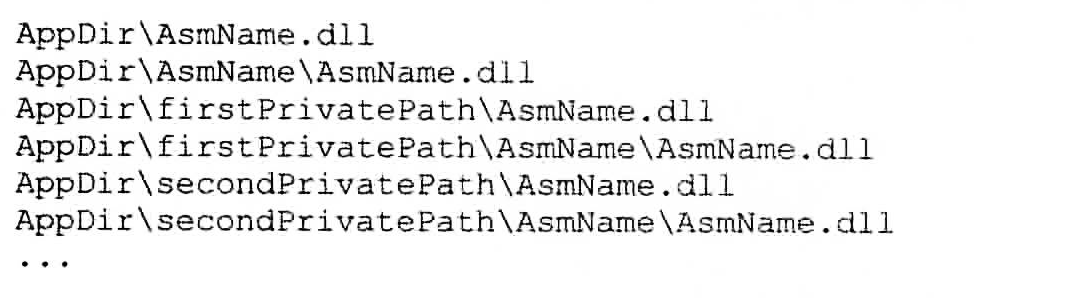 AppDir\AsmName.dll
AppDir\AsmName\AsmName.dll
AppDir\firstPrivatePath\AsmName.dll
AppDir\firstPrivatePath\AsmName\AsmName.dll
AppDir\secondPrivatePath\AsmName.dll
AppDir\secondPrivatePath\AsmName\AsmName.dll
...